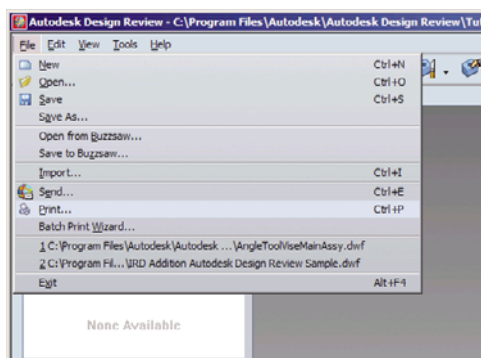 Autodesk Design Review - C:\Program Files\Autodesk\Autodesk Design Review\Tut
File Edit View Tools Help
New Ctrl+N
Open... Ctrl+O
Save Ctrl+S
Save As...
Open from Buzzsaw...
Save to Buzzsaw...
Import... Ctrl+I
Send... Ctrl+E
Print... Ctrl+P
Batch Print Wizard...
1 C:\Program Files\Autodesk\Autodesk ...\AngleToolViseMainAssy.dwf
2 C:\Program Fil...\IRD Addition Autodesk Design Review Sample.dwf
Exit Alt+F4
None Available